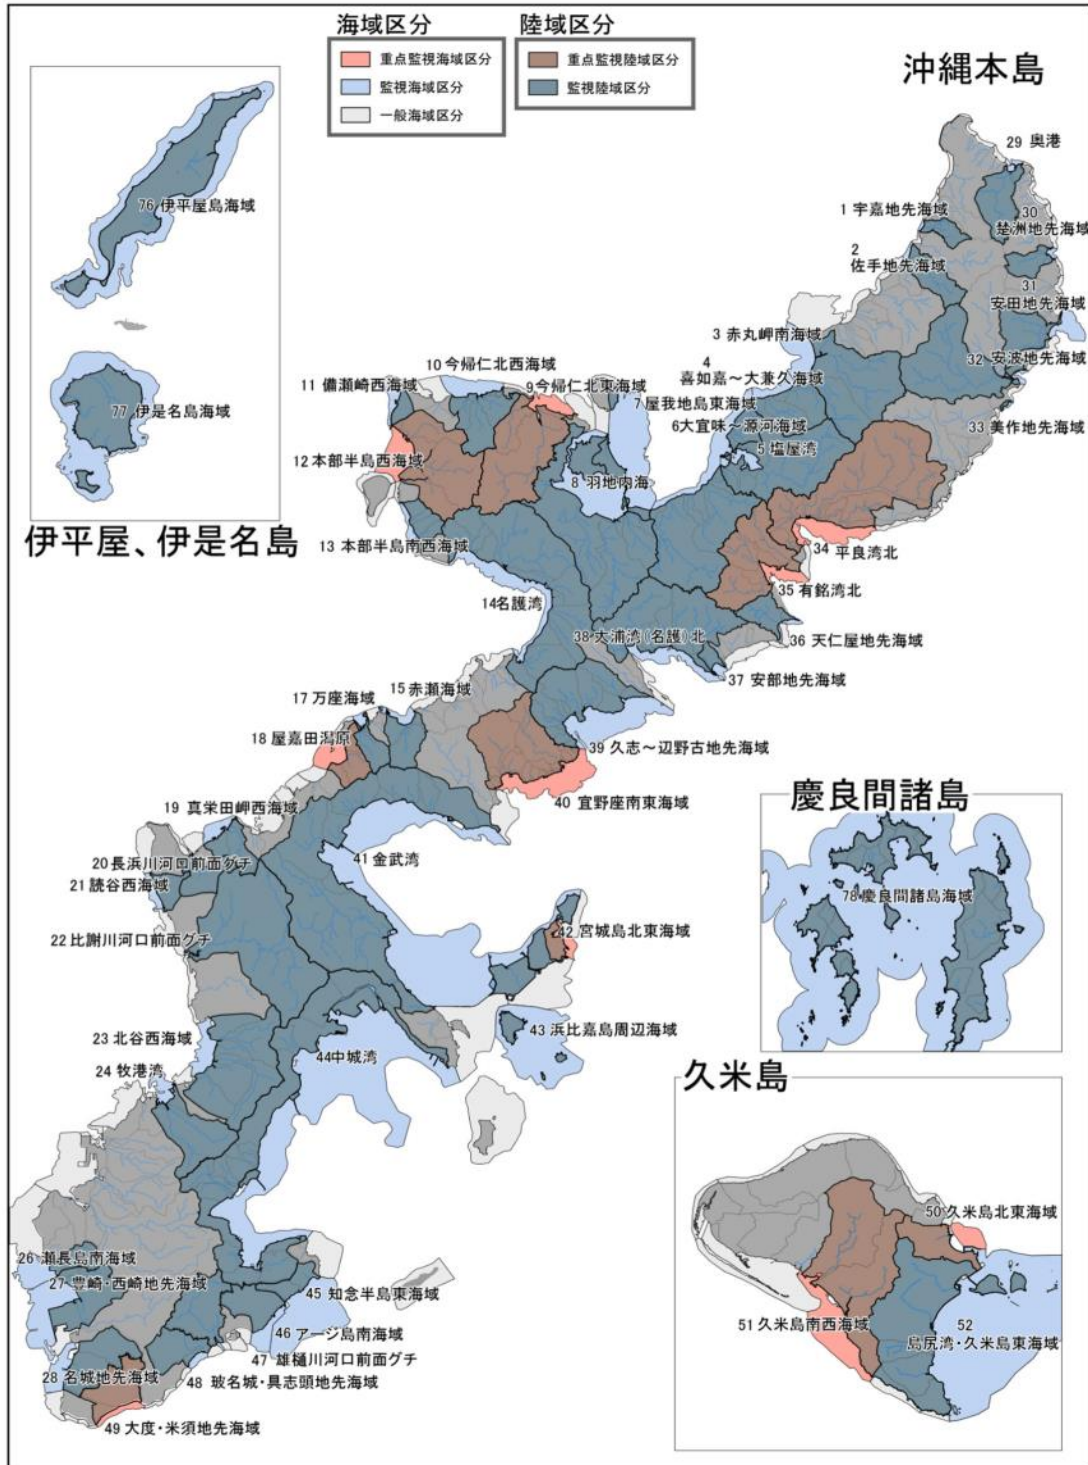 海域区分
重点監視海域区分
監視海域区分
一般海域区分
陸域区分
重点監視陸域区分
監視陸域区分
沖縄本島
29 奥港
30
楚洲地先海域
1 宇嘉地先海域
2
佐手地先海域
31
安田地先海域
3 赤丸岬南海域
32 安波地先海域
4
喜如嘉～大兼久海域
10 今帰仁北西海域
11 備瀬崎西海域
9今帰仁北東海域
7 屋我地島東海域
6大宜味～源河海域
33 美作地先海域
5 塩屋湾
12 本部半島西海域
8 羽地内海
13 本部半島南西海域
34
平良湾北
35 有銘湾北
14名護湾
38 大浦湾(名護)北
36 天仁屋地先海域
37 安部地先海域
17 万座海域
15 赤瀬海域
18 屋嘉田潟原
39 久志～辺野古地先海域
40 宜野座南東海域
19 真栄田岬西海域
20 長浜川河口前面グチ
21 読谷西海域
41 金武湾
22 比謝川河口前面グチ
42 宮城島北東海域
23 北谷西海域
43 浜比嘉島周辺海域
44中城湾
24 牧港湾
26 瀬長島南海域
27 豊崎・西崎地先海域
45 知念半島東海域
46 アージ島南海域
47 雄樋川河口前面グチ
28 名城地先海域
48 玻名城・具志頭地先海域
49 大度・米須地先海域
76 伊平屋島海域
77 伊是名島海域
伊平屋、伊是名島
慶良間諸島
78 慶良間諸島海域
久米島
50 久米島北東海域
51 久米島南西海域
52
島尻湾・久米島東海域